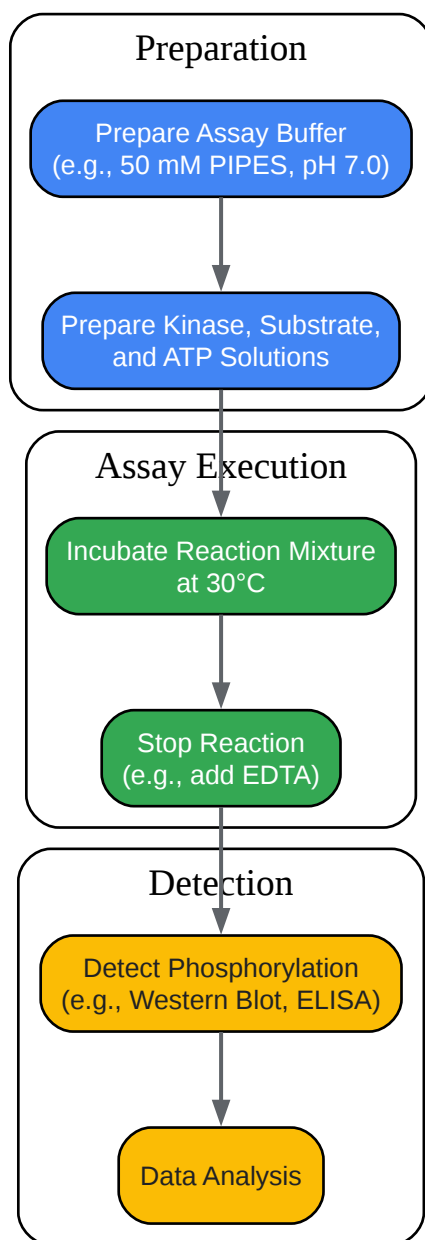 Preparation
Prepare Assay Buffer
(e.g., 50 mM PIPES, pH 7.0)
Prepare Kinase, Substrate,
and ATP Solutions
Assay Execution
Incubate Reaction Mixture
at 30°C
Stop Reaction
(e.g., add EDTA)
Detection
Detect Phosphorylation
(e.g., Western Blot, ELISA)
Data Analysis